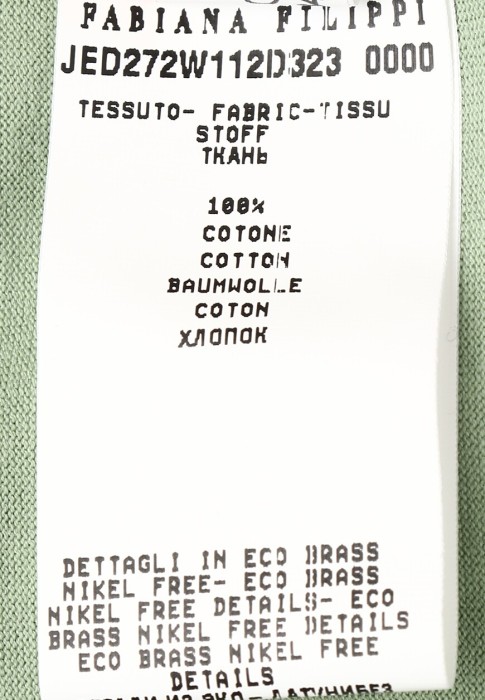 FABIANA FILIPPI
JED272W112D323 0000
TESSUTO- FABRIC-TISSU
STOFF
ТКАНЬ
100%
COTONE
COTTON
BAUMWOLLE
COTON
ХЛОПОК
DETTAGLI IN ECO BRASS
NIKEL FREE- ECO BRASS
NIKEL FREE DETAILS- ECO
BRASS NIKEL FREE DETAILS
ECO BRASS NIKEL FREE
DETAILS